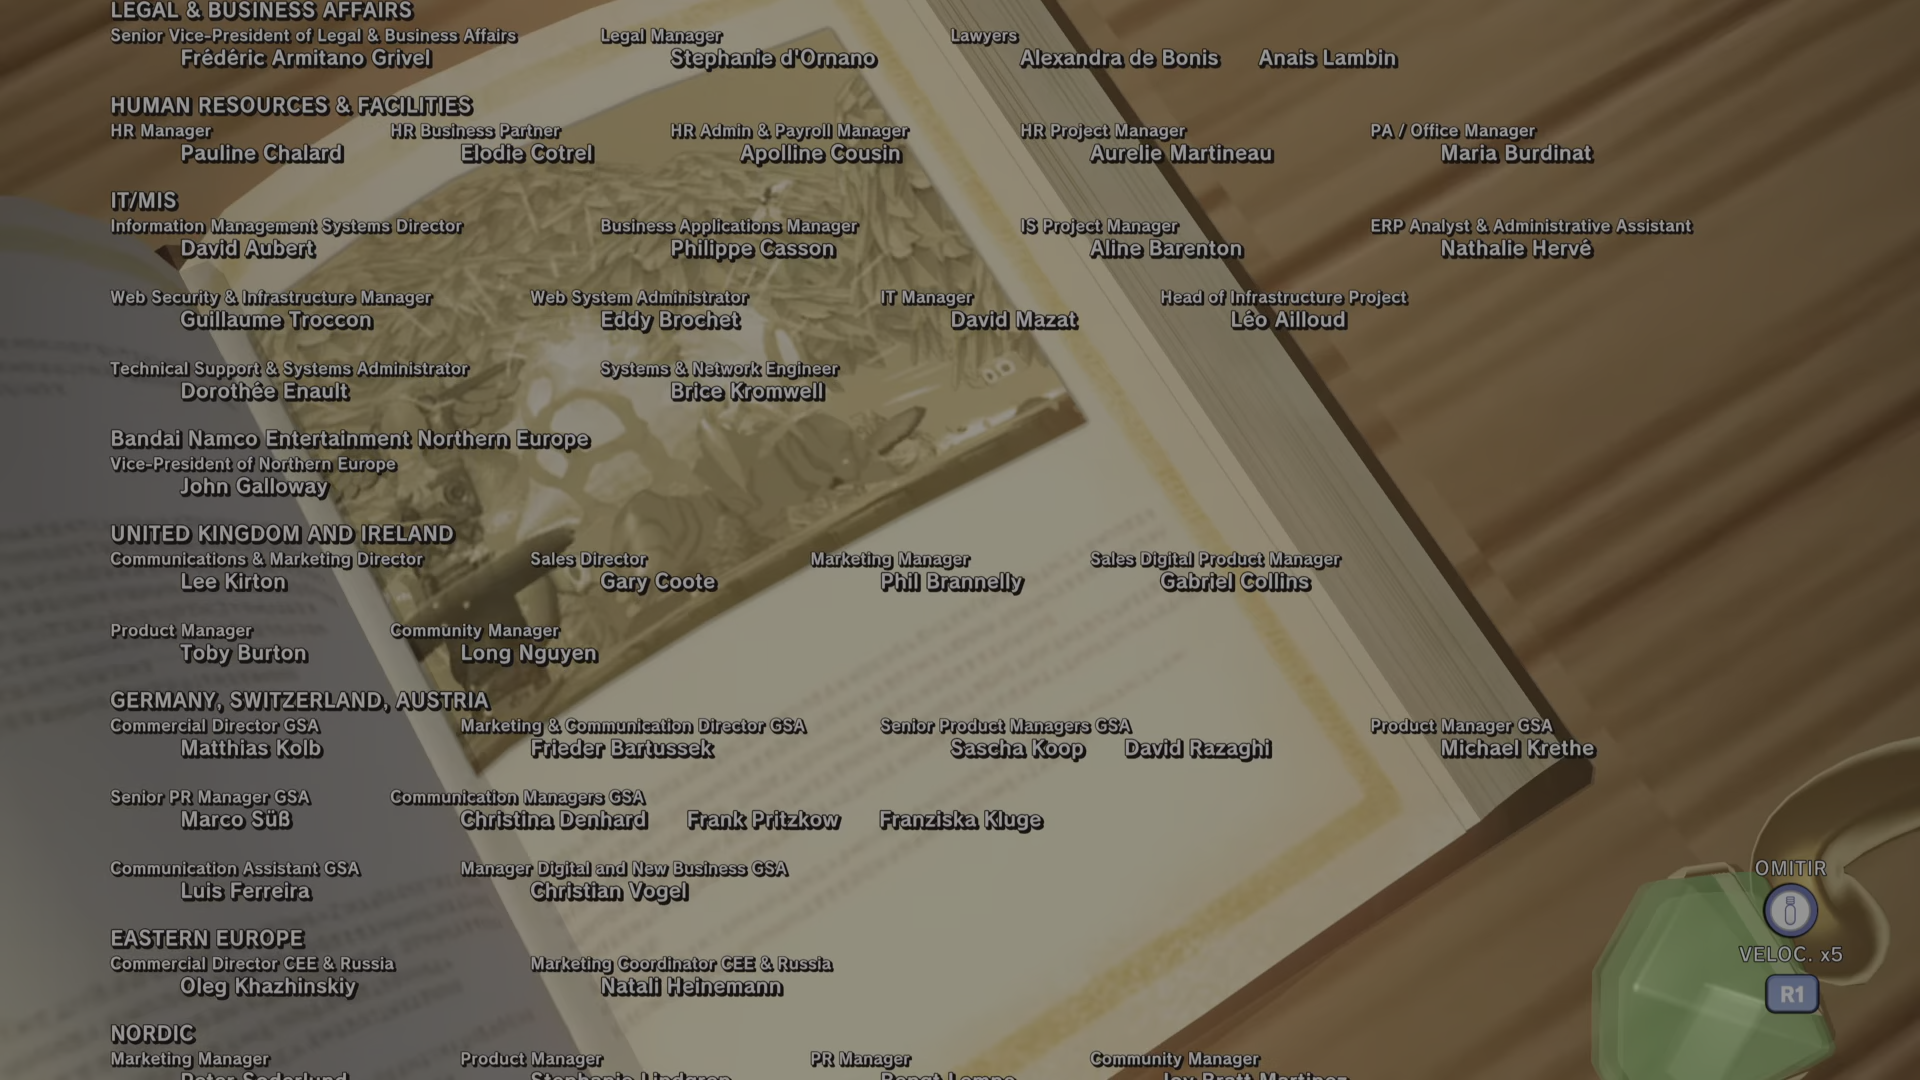 LEGAL & BUSINESS AFFAIRS
Senior Vice-President of Legal & Business Affairs Legal Manager Lawyers
Frédéric Armitano Grivel Stephanie d'Ornano Alexandra de Bonis Anais Lambin
HUMAN RESOURCES & FACILITIES
HR Manager HR Business Partner HR Admin & Payroll Manager HR Project Manager PA / Office Manager
Pauline Chalard Elodie Cotrel Apolline Cousin Aurelie Martineau Maria Burdinat
IT/MIS
Information Management Systems Director Business Applications Manager IS Project Manager ERP Analyst & Administrative Assistant
David Aubert Philippe Casson Aline Barenton Nathalie Hervé
Web Security & Infrastructure Manager Web System Administrator IT Manager Head of Infrastructure Project
Guillaume Troccon Eddy Brochet David Mazat Léo Ailloud
Technical Support & Systems Administrator Systems & Network Engineer
Dorothée Enault Brice Kromwell
Bandai Namco Entertainment Northern Europe
Vice-President of Northern Europe
John Galloway
UNITED KINGDOM AND IRELAND
Communications & Marketing Director Sales Director Marketing Manager Sales Digital Product Manager
Lee Kirton Gary Coote Phil Brannelly Gabriel Collins
Product Manager Community Manager
Toby Burton Long Nguyen
GERMANY, SWITZERLAND, AUSTRIA
Commercial Director GSA Marketing & Communication Director GSA Senior Product Managers GSA Product Manager GSA
Matthias Kolb Frieder Bartussek Sascha Koop David Razaghi Michael Krethe
Senior PR Manager GSA Communication Managers GSA
Marco Süß Christina Denhard Frank Pritzkow Franziska Kluge
Communication Assistant GSA Manager Digital and New Business GSA
Luis Ferreira Christian Vogel
OMITIR
EASTERN EUROPE
VELOC. x5
Commercial Director CEE & Russia Marketing Coordinator CEE & Russia
Oleg Khazhinskiy Natali Heinemann
R1
NORDIC
Marketing Manager Product Manager PR Manager Community Manager